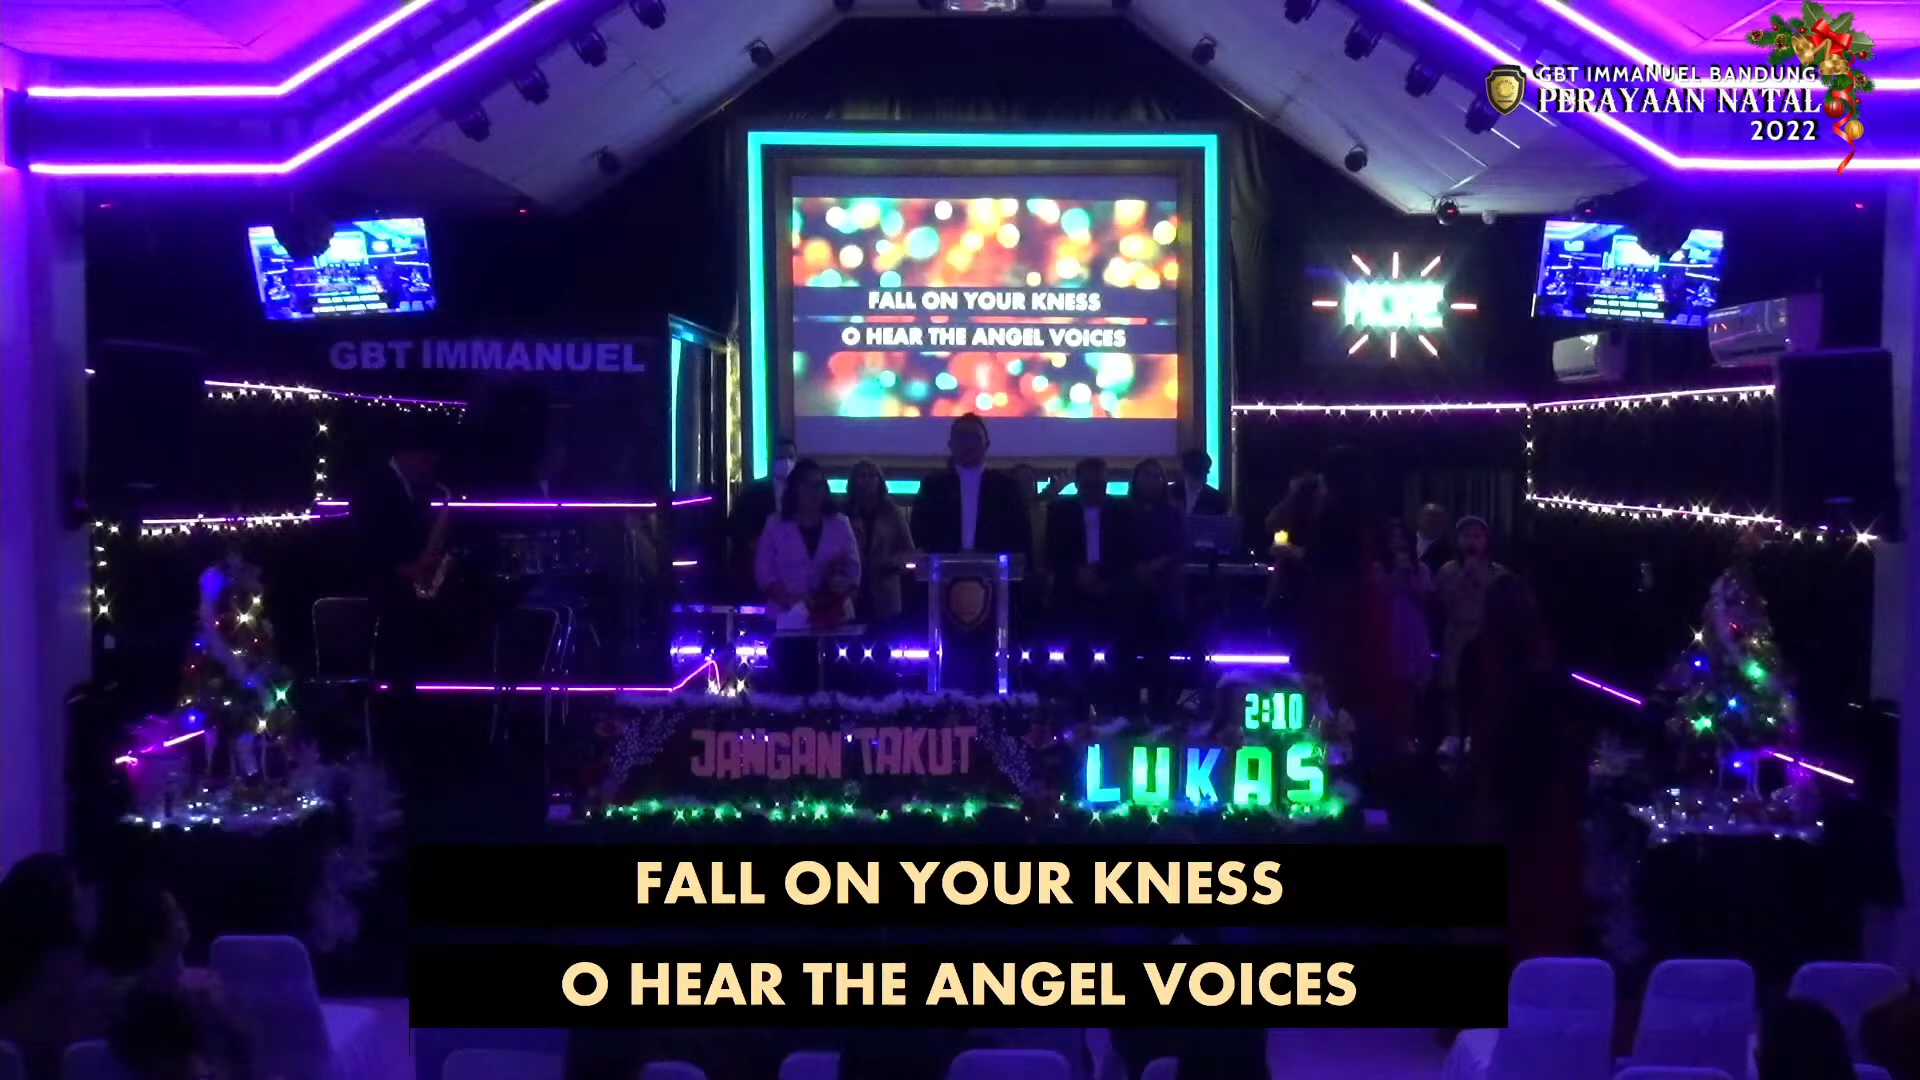 GBT IMMANUEL BANDUNG
PERAYAAN NATAL
2022
FALL ON YOUR KNESS
O HEAR THE ANGEL VOICES
HOPE
GBT IMMANUEL
JANGAN TAKUT
2:10
LUKAS
FALL ON YOUR KNESS
O HEAR THE ANGEL VOICES